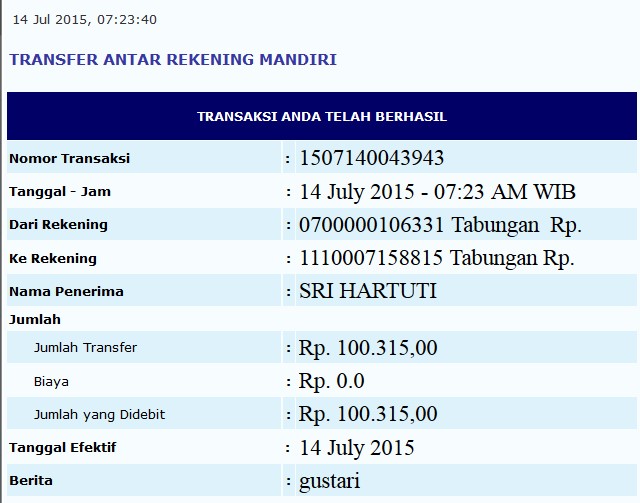 14 Jul 2015, 07:23:40
TRANSFER ANTAR REKENING MANDIRI
TRANSAKSI ANDA TELAH BERHASIL
Nomor Transaksi : 1507140043943
Tanggal - Jam : 14 July 2015 - 07:23 AM WIB
Dari Rekening : 0700000106331 Tabungan Rp.
Ke Rekening : 1110007158815 Tabungan Rp.
Nama Penerima : SRI HARTUTI
Jumlah
Jumlah Transfer : Rp. 100.315,00
Biaya : Rp. 0.0
Jumlah yang Didebit : Rp. 100.315,00
Tanggal Efektif : 14 July 2015
Berita : gustari